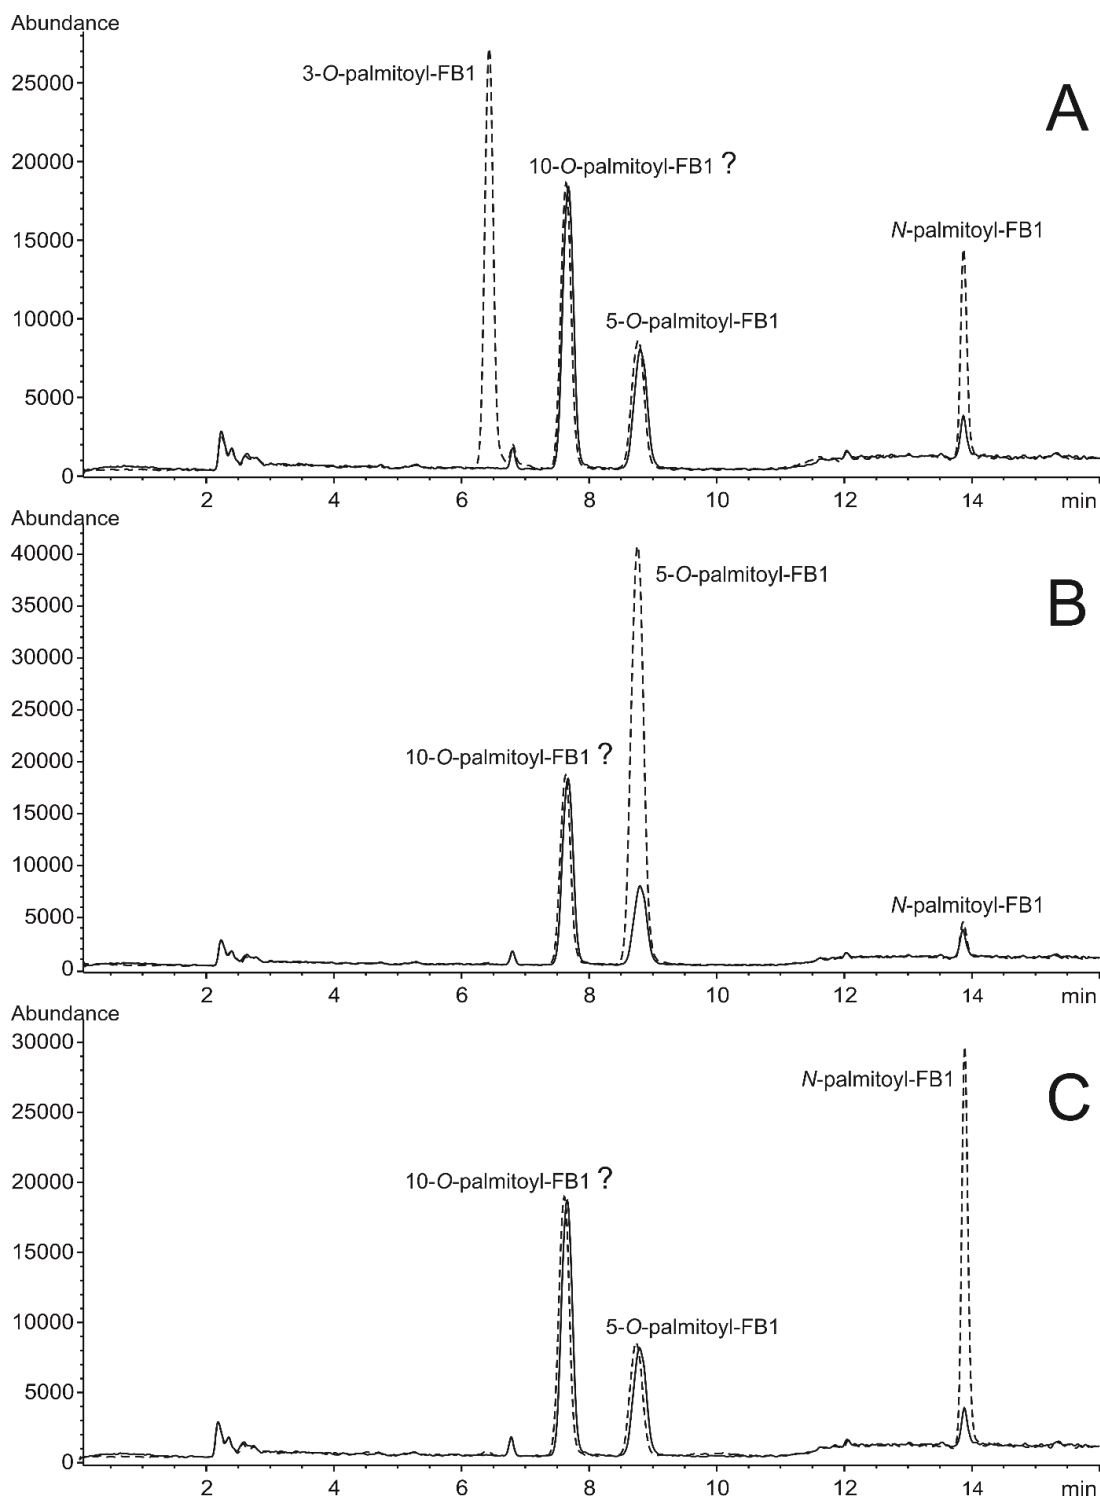 Abundance
3-O-palmitoyl-FB1
25000
A
20000
10-O-palmitoyl-FB1 ?
15000
N-palmitoyl-FB1
10000
5-O-palmitoyl-FB1
5000
0
2 4 6 8 10 12 14 min
Abundance
40000
5-O-palmitoyl-FB1
B
35000
30000
25000
20000
10-O-palmitoyl-FB1 ?
15000
10000
N-palmitoyl-FB1
5000
0
2 4 6 8 10 12 14 min
Abundance
30000
N-palmitoyl-FB1
C
25000
20000
10-O-palmitoyl-FB1 ?
15000
10000
5-O-palmitoyl-FB1
5000
0
2 4 6 8 10 12 14 min